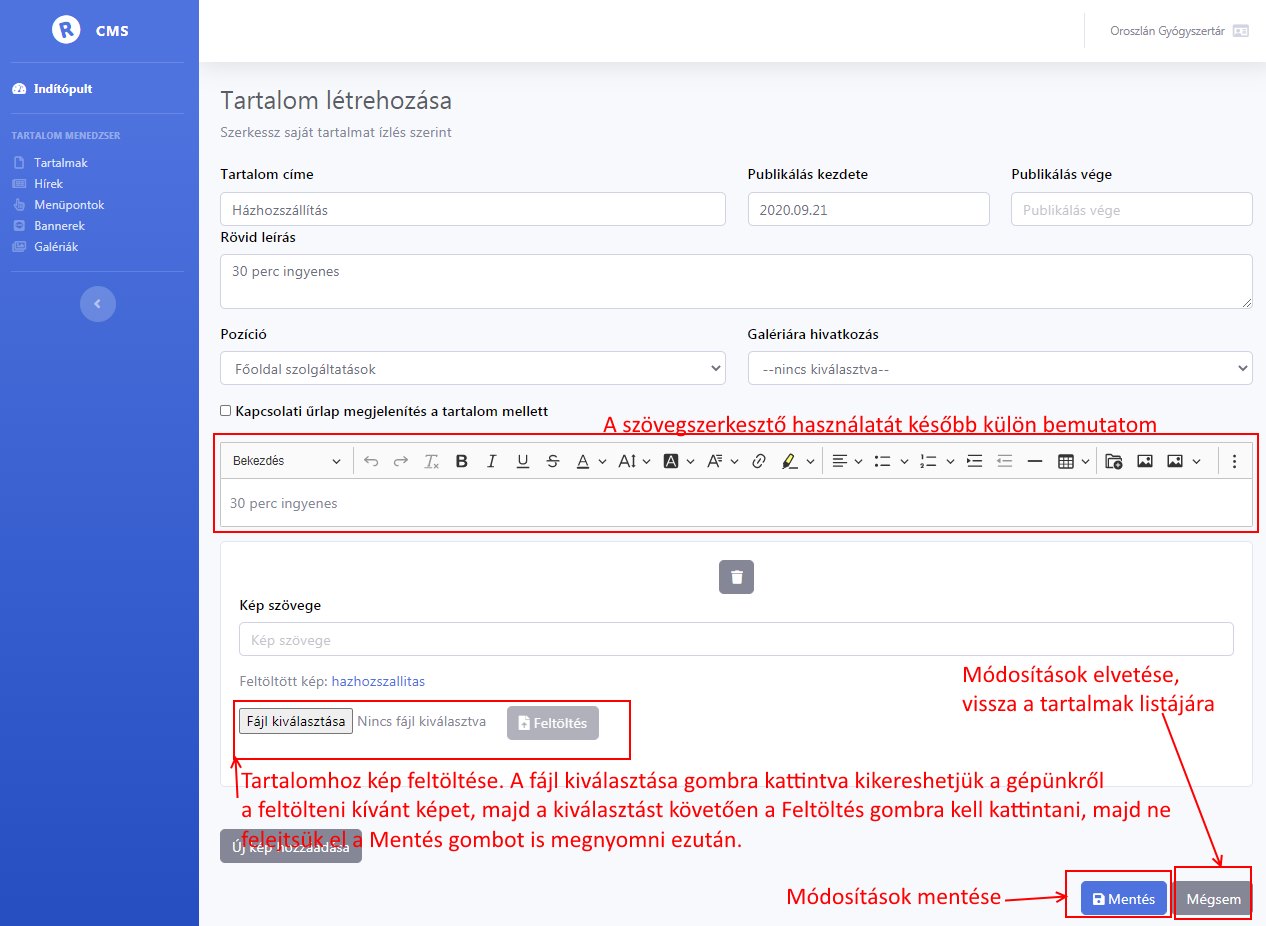 R CMS
Oroszlán Gyógyszertár
Indítópult
TARTALOM MENEDZSER
Tartalmak
Hírek
Menüpontok
Bannerek
Galériák
Tartalom létrehozása
Szerkessz saját tartalmat ízlés szerint
Tartalom címe
Publikálás kezdete
Publikálás vége
Házhozszállítás
2020.09.21
Publikálás vége
Rövid leírás
30 perc ingyenes
Pozíció
Galériára hivatkozás
Főoldal szolgáltatások
--nincs kiválasztva--
Kapcsolati űrlap megjelenítés a tartalom mellett
A szövegszerkesztő használatát később külön bemutatom
Bekezdés
30 perc ingyenes
Kép szövege
Kép szövege
Feltöltött kép: hazhozszallitas
Módosítások elvetése,
vissza a tartalmak listájára
Fájl kiválasztása Nincs fájl kiválasztva Feltöltés
Tartalomhoz kép feltöltése. A fájl kiválasztása gombra kattintva kikereshetjük a gépünkről
a feltölteni kívánt képet, majd a kiválasztást követően a Feltöltés gombra kell kattintani, majd ne
felejtsük el a Mentés gombot is megnyomni ezután.
Új kép hozzáadása
Módosítások mentése
Mentés
Mégsem